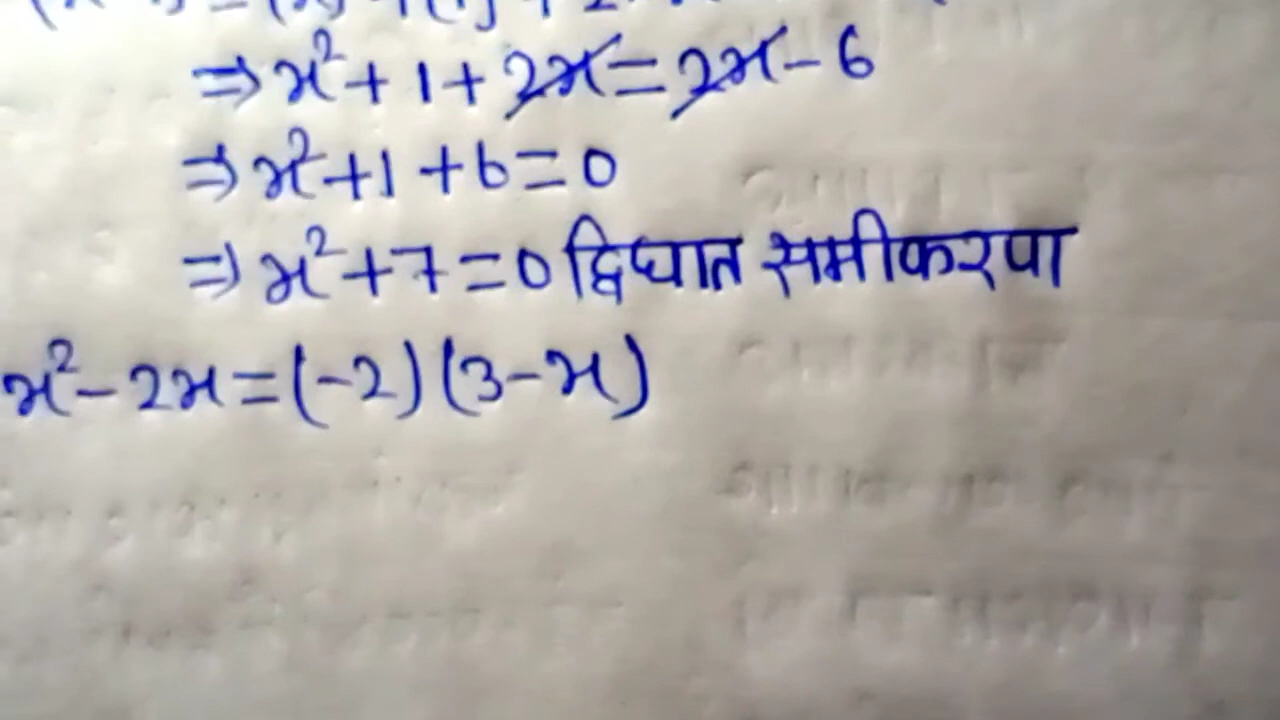 ⇒ x² + 1 + 2x = 2x - 6
⇒ x² + 1 + 6 = 0
⇒ x² + 7 = 0 द्विघात समीकरण
x² - 2x = (-2) (3 - x)